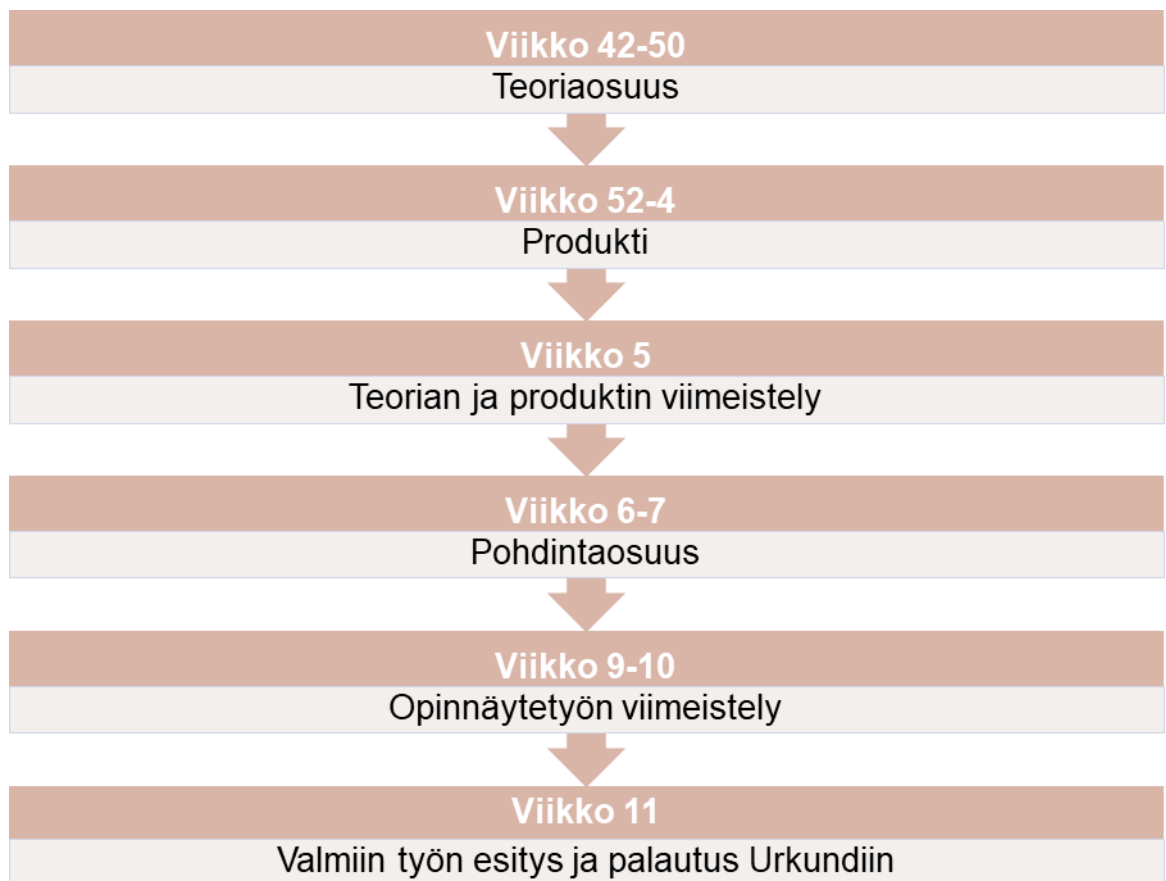 Viikko 42-50
Teoriaosuus
Viikko 52-4
Produkti
Viikko 5
Teorian ja produktin viimeistely
Viikko 6-7
Pohdintaosuus
Viikko 9-10
Opinnäytetyön viimeistely
Viikko 11
Valmiin työn esitys ja palautus Urkundiin